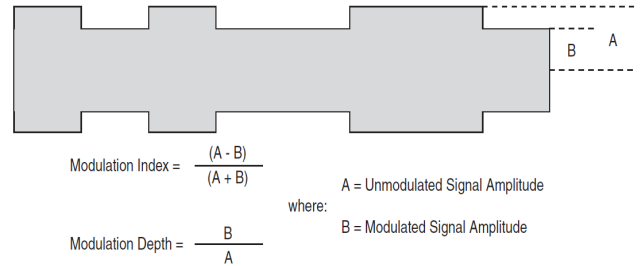 B
A
Modulation Index = (A - B)
(A + B)
A = Unmodulated Signal Amplitude
where:
B = Modulated Signal Amplitude
Modulation Depth = B
A